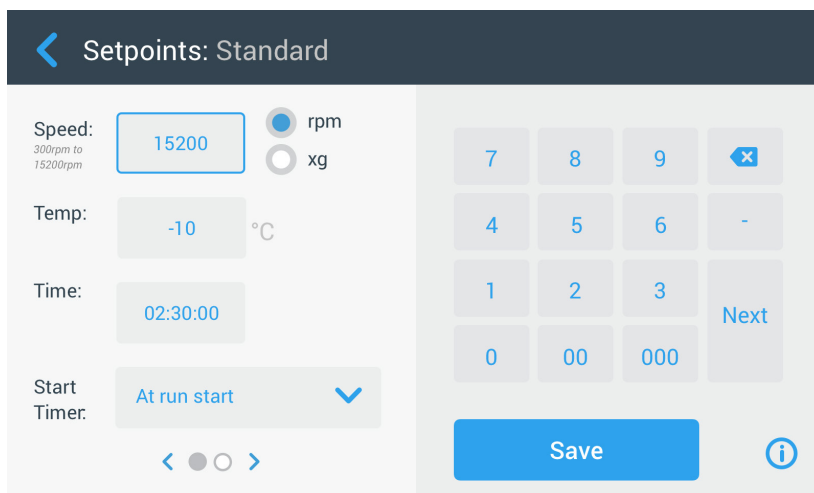 Setpoints: Standard
Speed:
300rpm to
15200rpm
15200
rpm
xg
Temp:
-10
°C
Time:
02:30:00
Start
Timer:
At run start
7 8 9
4 5 6 -
1 2 3
Next
0 00 000
Save